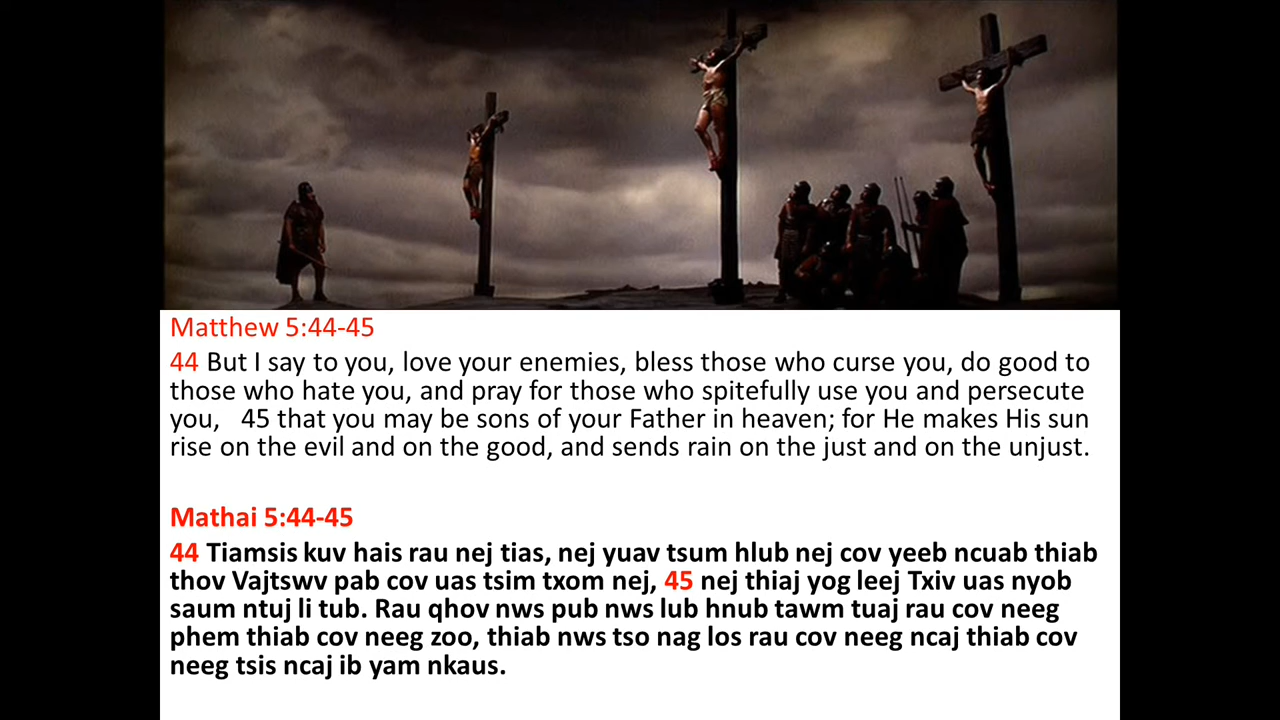 Matthew 5:44-45
44 But I say to you, love your enemies, bless those who curse you, do good to
those who hate you, and pray for those who spitefully use you and persecute
you,   45 that you may be sons of your Father in heaven; for He makes His sun
rise on the evil and on the good, and sends rain on the just and on the unjust.
Mathai 5:44-45
44 Tiamsis kuv hais rau nej tias, nej yuav tsum hlub nej cov yeeb ncuab thiab
thov Vajtswv pab cov uas tsim txom nej, 45 nej thiaj yog leej Txiv uas nyob
saum ntuj li tub. Rau qhov nws pub nws lub hnub tawm tuaj rau cov neeg
phem thiab cov neeg zoo, thiab nws tso nag los rau cov neeg ncaj thiab cov
neeg tsis ncaj ib yam nkaus.